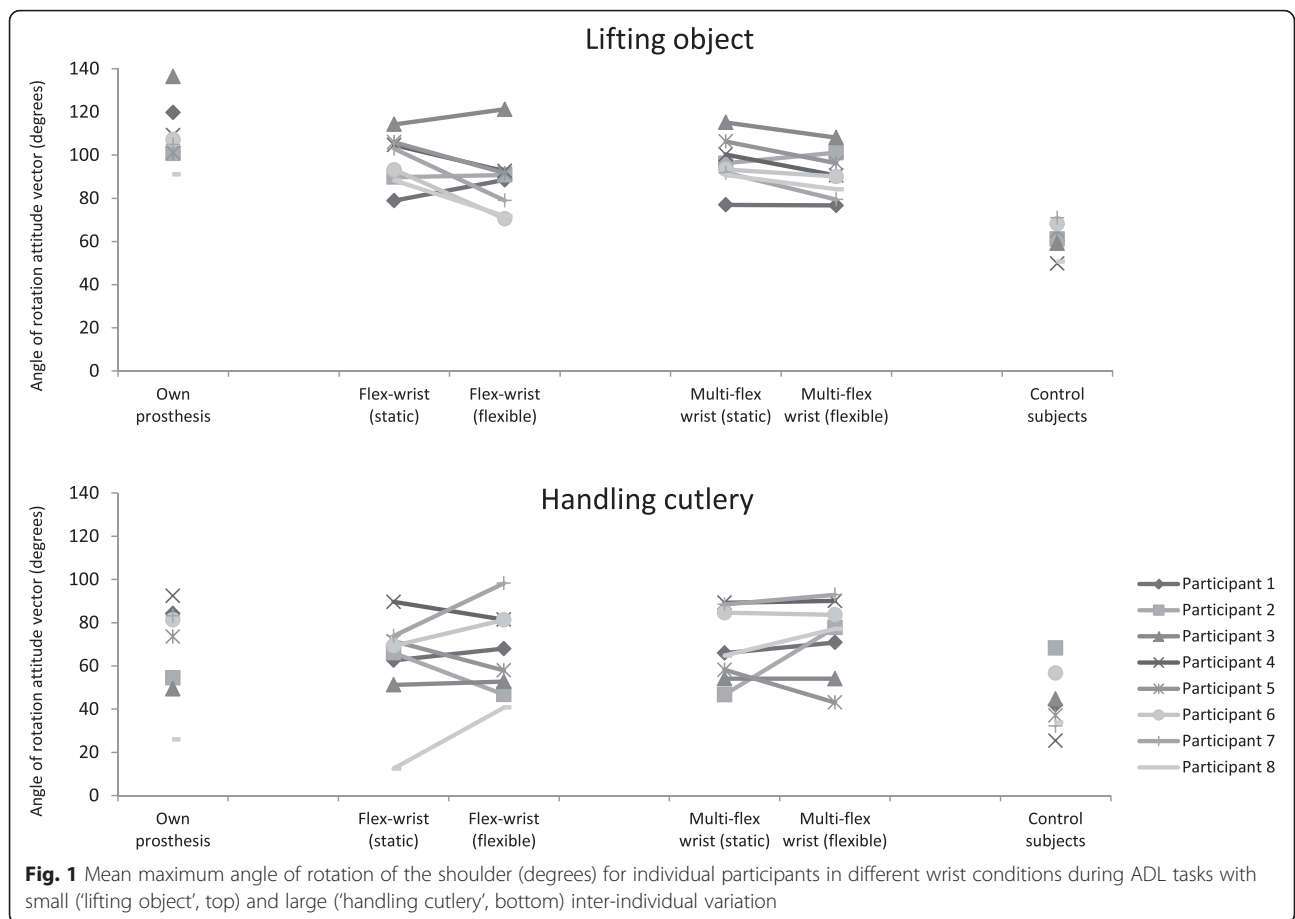 Lifting object
Angle of rotation attitude vector (degrees)
140
120
100
80
60
40
20
0
Own
prosthesis
Flex-wrist
(static)
Flex-wrist
(flexible)
Multi-flex
wrist (static)
Multi-flex
wrist (flexible)
Control
subjects
Handling cutlery
Angle of rotation attitude vector (degrees)
140
120
100
80
60
40
20
0
Own
prosthesis
Flex-wrist
(static)
Flex-wrist
(flexible)
Multi-flex
wrist (static)
Multi-flex
wrist (flexible)
Control
subjects
Participant 1
Participant 2
Participant 3
Participant 4
Participant 5
Participant 6
Participant 7
Participant 8
Fig. 1 Mean maximum angle of rotation of the shoulder (degrees) for individual participants in different wrist conditions during ADL tasks with
small ('lifting object', top) and large ('handling cutlery', bottom) inter-individual variation